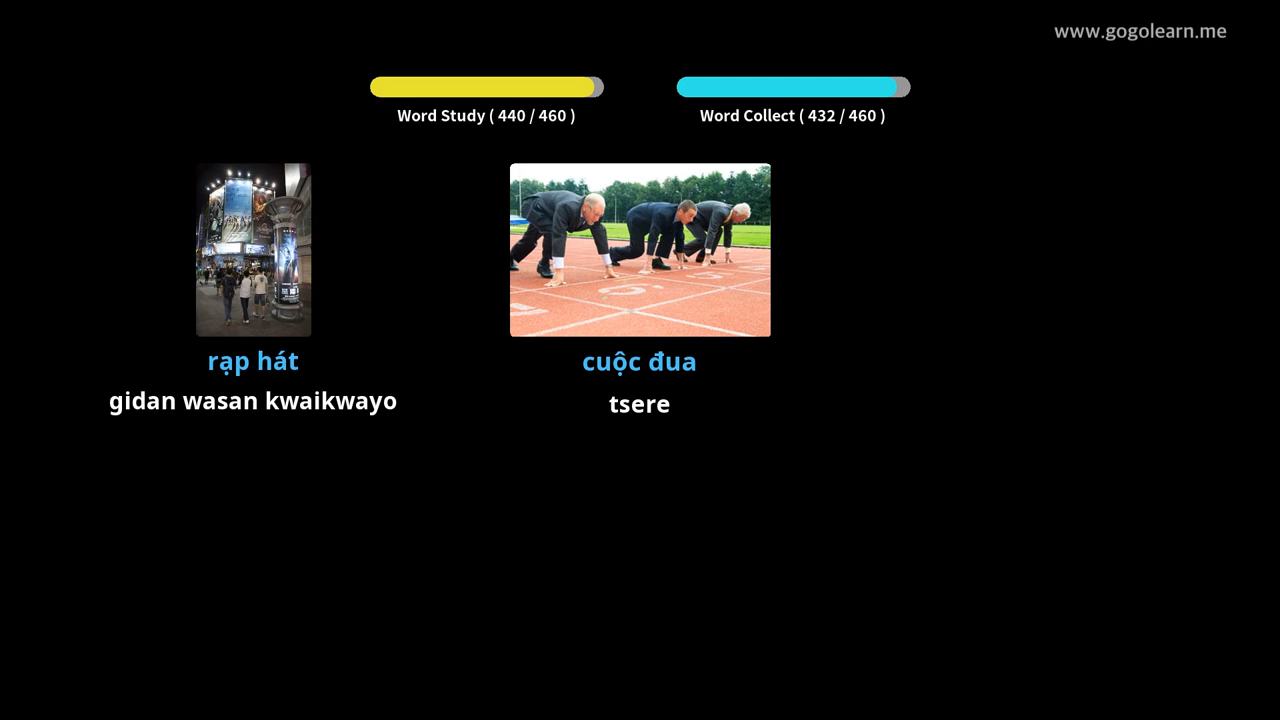 www.gogolearn.me
Word Study ( 440 / 460 )
Word Collect ( 432 / 460 )
rạp hát
cuộc đua
gidan wasan kwaikwayo
tsere